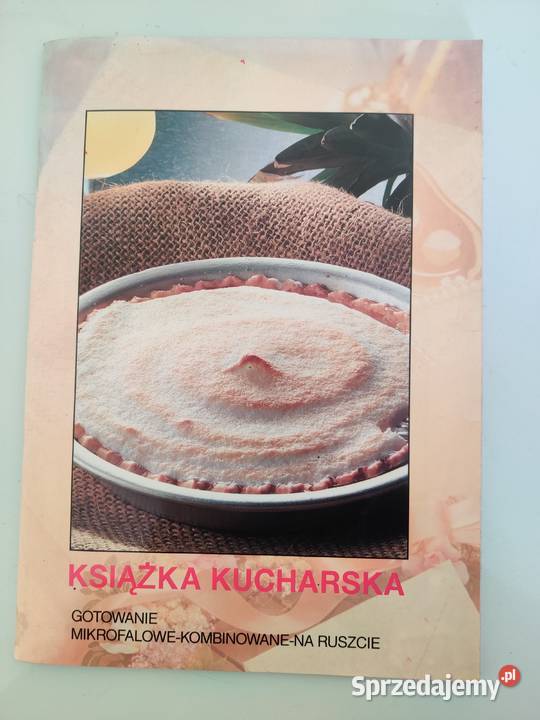 KSIĄŻKA KUCHARSKA
GOTOWANIE
MIKROFALOWE-KOMBINOWANE-NA RUSZCIE
Sprzedajemy.pl